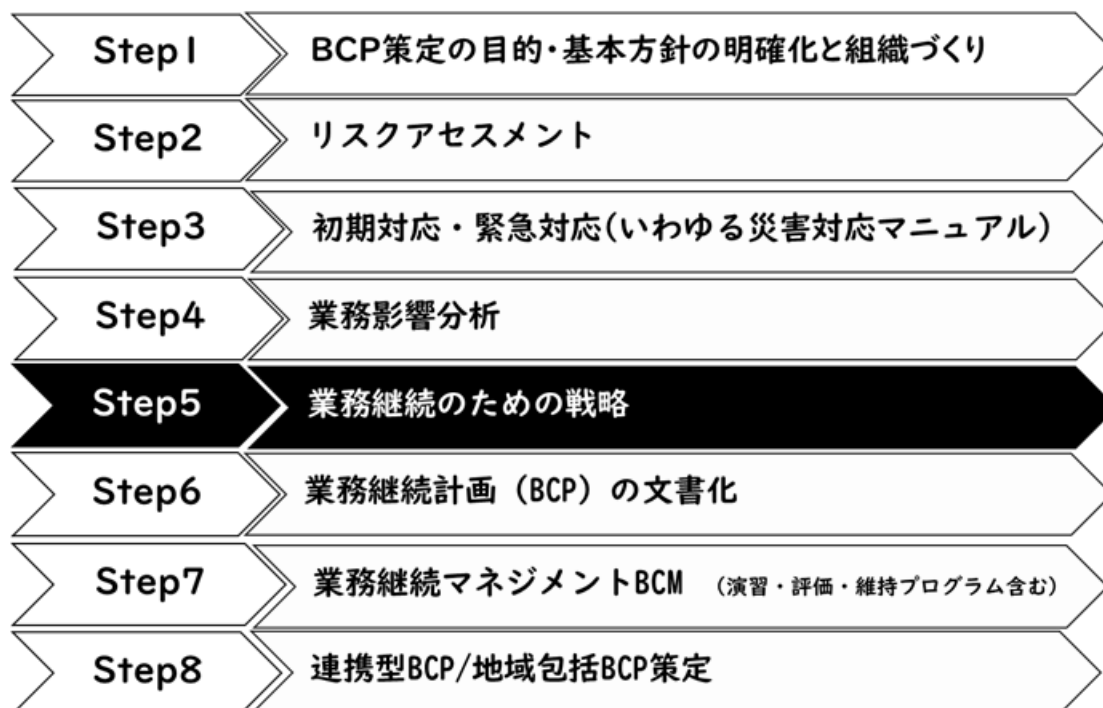 Step1 BCP策定の目的・基本方針の明確化と組織づくり
Step2 リスクアセスメント
Step3 初期対応・緊急対応(いわゆる災害対応マニュアル)
Step4 業務影響分析
Step5 業務継続のための戦略
Step6 業務継続計画（BCP）の文書化
Step7 業務継続マネジメントBCM （演習・評価・維持プログラム含む）
Step8 連携型BCP/地域包括BCP策定